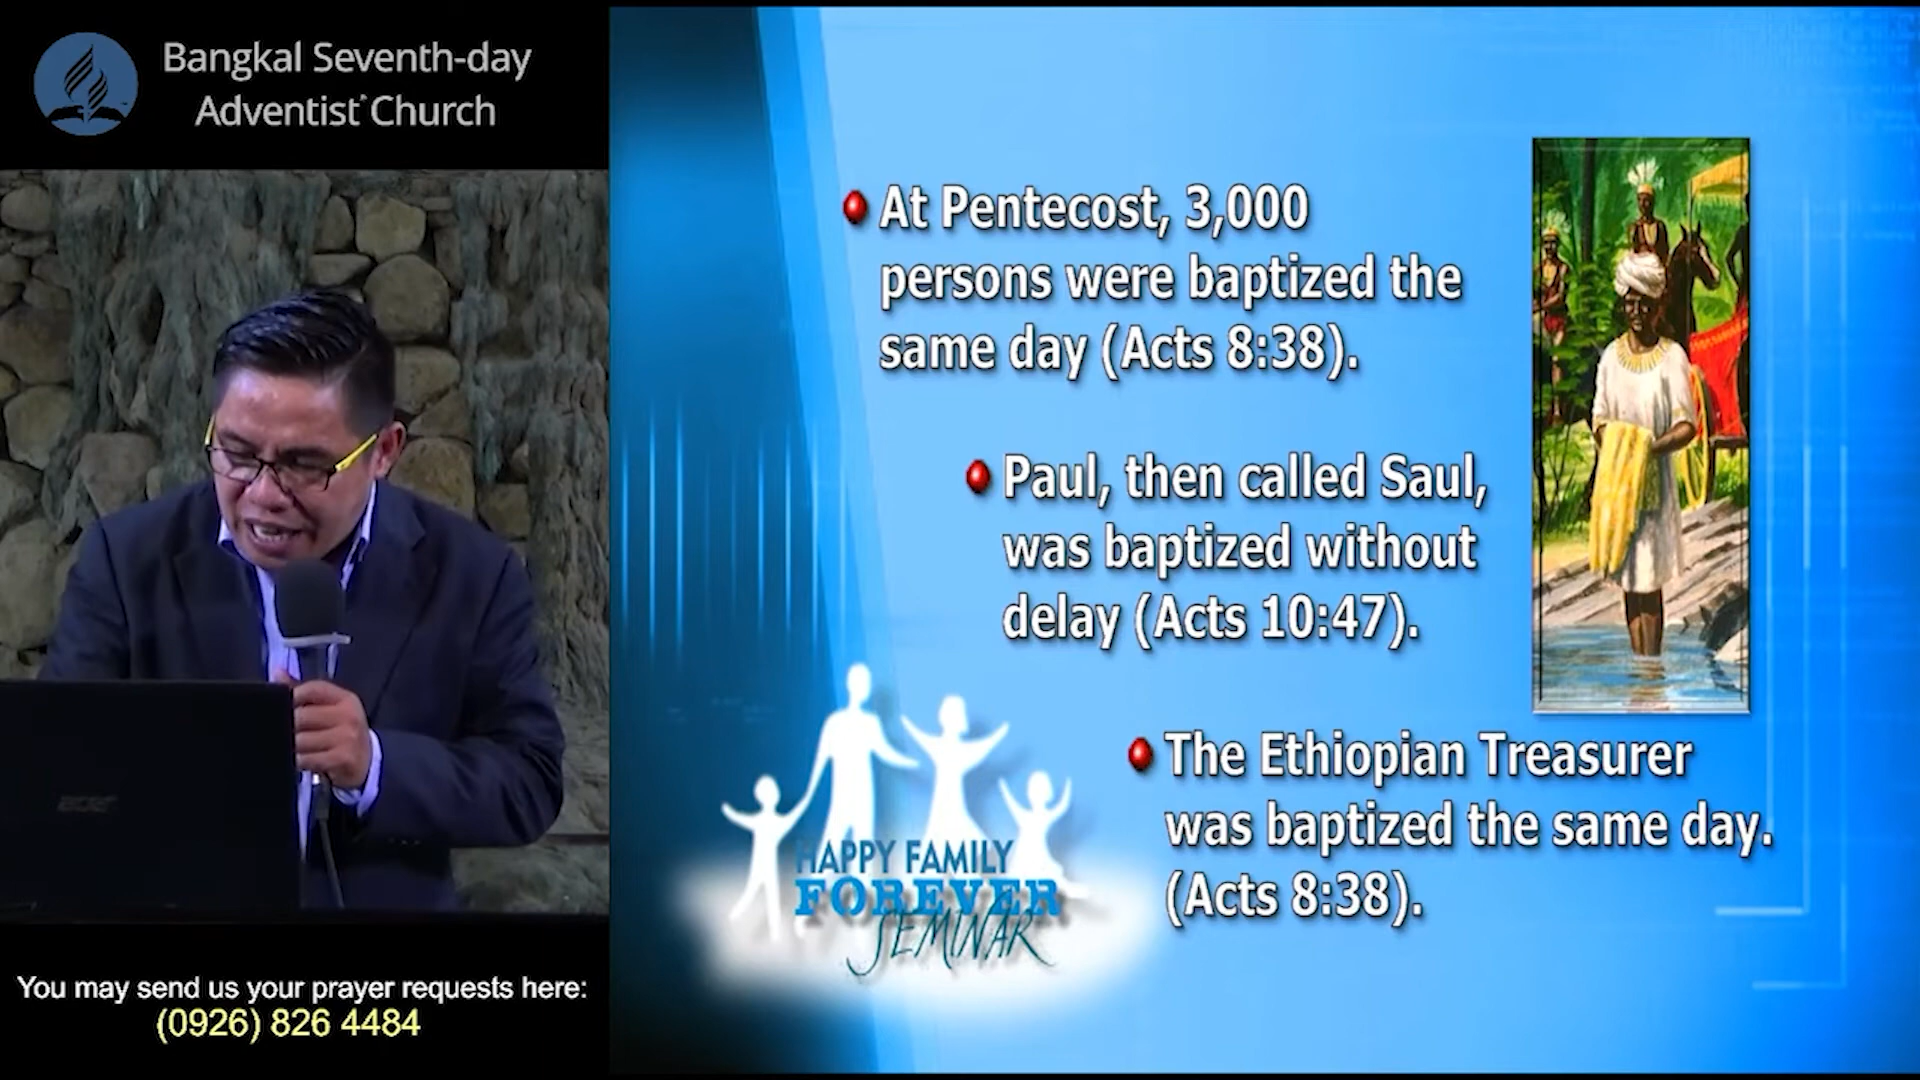 Bangkal Seventh-day
Adventist Church
At Pentecost, 3,000
persons were baptized the
same day (Acts 8:38).
Paul, then called Saul,
was baptized without
delay (Acts 10:47).
The Ethiopian Treasurer
was baptized the same day.
(Acts 8:38).
HAPPY FAMILY
FOREVER
SEMINAR
acer
You may send us your prayer requests here:
(0926) 826 4484